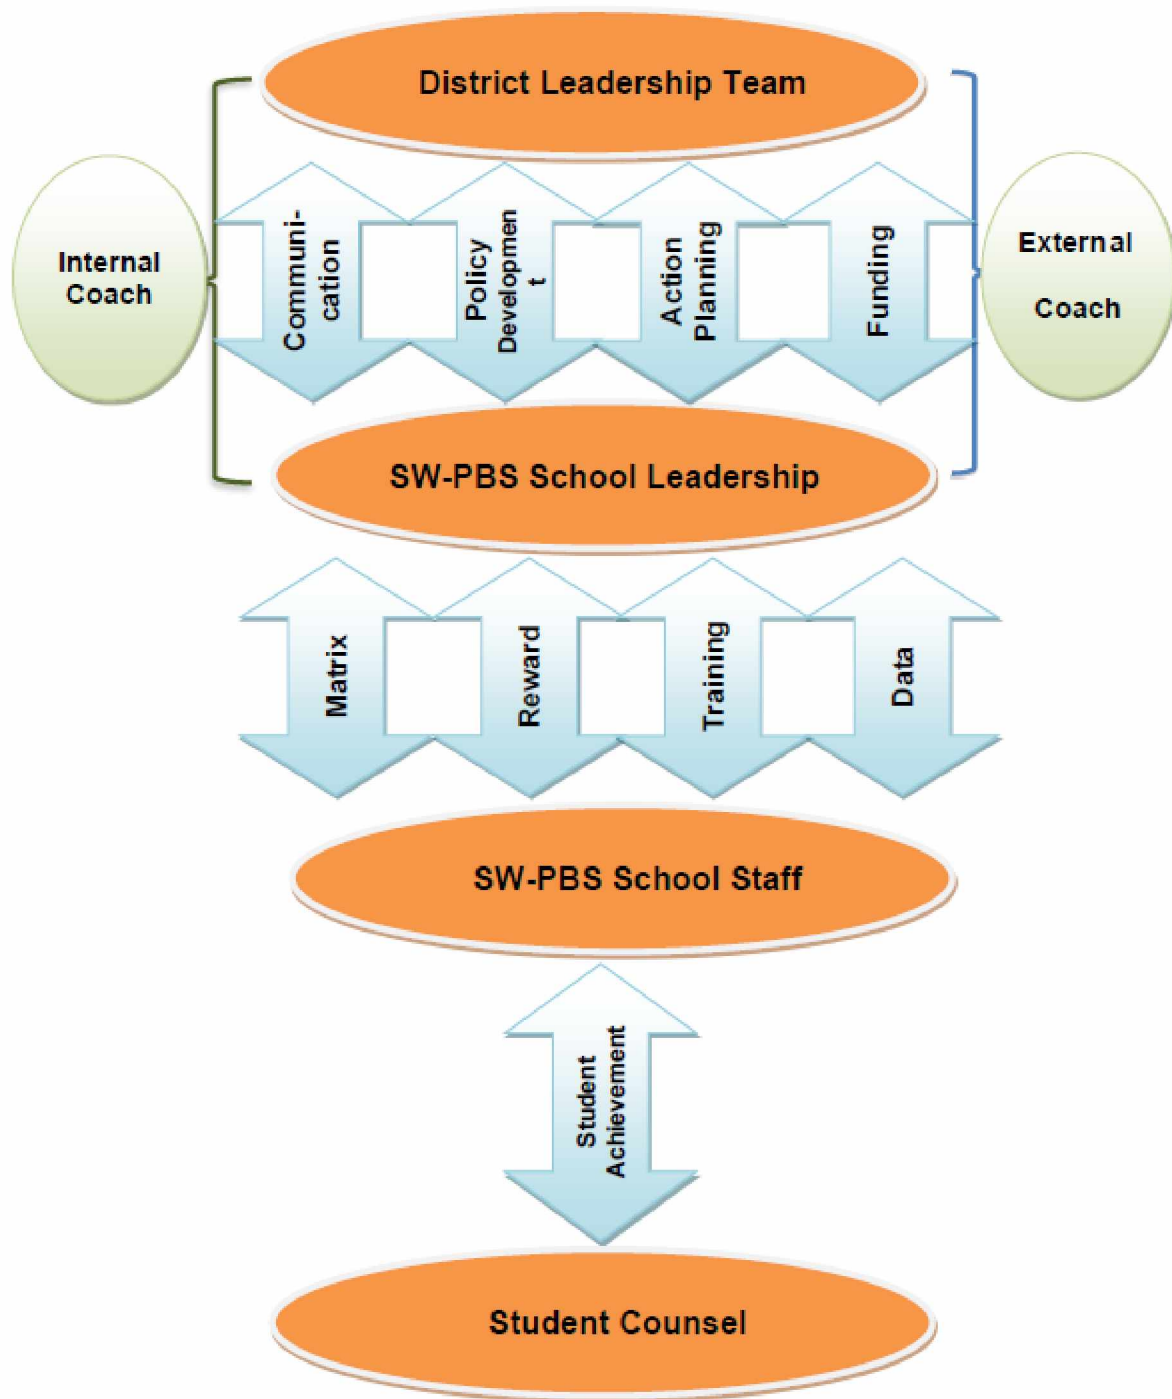 District Leadership Team
Internal
Coach
Communi-
cation
Policy
Developmen
t
Action
Planning
Funding
External
Coach
SW-PBS School Leadership
Matrix
Reward
Training
Data
SW-PBS School Staff
Student
Achievement
Student Counsel